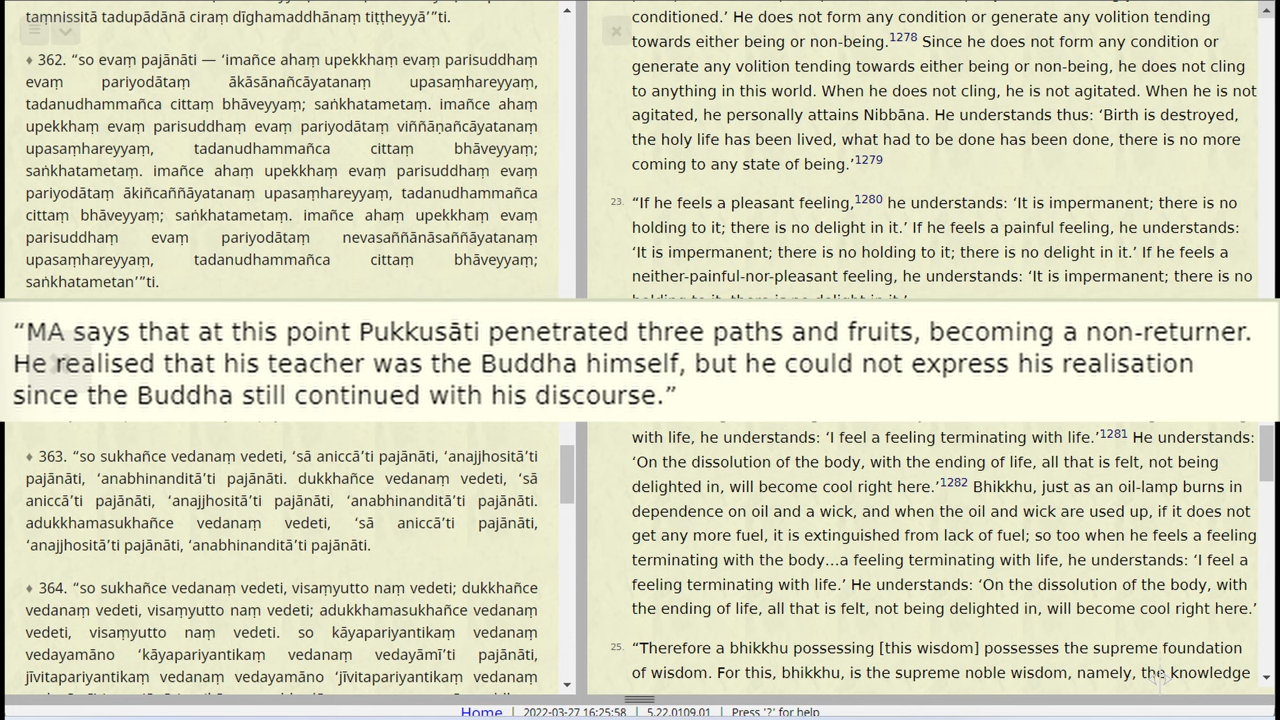 taṃnissitā tadupādānā ciraṃ dīghamaddhānaṃ tiṭṭheyyā’”ti.
♦ 362. “so evaṃ pajānāti — ‘imañce ahaṃ upekkhaṃ evaṃ parisuddhaṃ
evaṃ pariyodātaṃ ākāsānañcāyatanaṃ upasaṃhareyyaṃ,
tadanudhammañca cittaṃ bhāveyyaṃ; saṅkhatametaṃ. imañce ahaṃ
upekkhaṃ evaṃ parisuddhaṃ evaṃ pariyodātaṃ viññāṇañcāyatanaṃ
upasaṃhareyyaṃ, tadanudhammañca cittaṃ bhāveyyaṃ;
saṅkhatametaṃ. imañce ahaṃ upekkhaṃ evaṃ parisuddhaṃ evaṃ
pariyodātaṃ ākiñcaññāyatanaṃ upasaṃhareyyaṃ, tadanudhammañca
cittaṃ bhāveyyaṃ; saṅkhatametaṃ. imañce ahaṃ upekkhaṃ evaṃ
parisuddhaṃ evaṃ pariyodātaṃ nevasaññānāsaññāyatanaṃ
upasaṃhareyyaṃ, tadanudhammañca cittaṃ bhāveyyaṃ;
saṅkhatametan’”ti.
conditioned.’ He does not form any condition or generate any volition tending
towards either being or non-being.1278 Since he does not form any condition or
generate any volition tending towards either being or non-being, he does not cling
to anything in this world. When he does not cling, he is not agitated. When he is not
agitated, he personally attains Nibbāna. He understands thus: ‘Birth is destroyed,
the holy life has been lived, what had to be done has been done, there is no more
coming to any state of being.’1279
23. “If he feels a pleasant feeling,1280 he understands: ‘It is impermanent; there is no
holding to it; there is no delight in it.’ If he feels a painful feeling, he understands:
‘It is impermanent; there is no holding to it; there is no delight in it.’ If he feels a
neither-painful-nor-pleasant feeling, he understands: ‘It is impermanent; there is no
holding to it; there is no delight in it.’
“MA says that at this point Pukkusāti penetrated three paths and fruits, becoming a non-returner.
He realised that his teacher was the Buddha himself, but he could not express his realisation
since the Buddha still continued with his discourse.”
♦ 363. “so sukhañce vedanaṃ vedeti, ‘sā aniccā’ti pajānāti, ‘anajjhositā’ti
pajānāti, ‘anabhinanditā’ti pajānāti. dukkhañce vedanaṃ vedeti, ‘sā
aniccā’ti pajānāti, ‘anajjhositā’ti pajānāti, ‘anabhinanditā’ti pajānāti.
adukkhamasukhañce vedanaṃ vedeti, ‘sā aniccā’ti pajānāti,
‘anajjhositā’ti pajānāti, ‘anabhinanditā’ti pajānāti.
♦ 364. “so sukhañce vedanaṃ vedeti, visaṃyutto naṃ vedeti; dukkhañce
vedanaṃ vedeti, visaṃyutto naṃ vedeti; adukkhamasukhañce vedanaṃ
vedeti, visaṃyutto naṃ vedeti. so kāyapariyantikaṃ vedanaṃ
vedayamāno ‘kāyapariyantikaṃ vedanaṃ vedayāmī’ti pajānāti,
jīvitapariyantikaṃ vedanaṃ vedayamāno ‘jīvitapariyantikaṃ vedanaṃ
with life, he understands: ‘I feel a feeling terminating with life.’1281 He understands:
‘On the dissolution of the body, with the ending of life, all that is felt, not being
delighted in, will become cool right here.’1282 Bhikkhu, just as an oil-lamp burns in
dependence on oil and a wick, and when the oil and wick are used up, if it does not
get any more fuel, it is extinguished from lack of fuel; so too when he feels a feeling
terminating with the body…a feeling terminating with life, he understands: ‘I feel a
feeling terminating with life.’ He understands: ‘On the dissolution of the body, with
the ending of life, all that is felt, not being delighted in, will become cool right here.’
25. “Therefore a bhikkhu possessing [this wisdom] possesses the supreme foundation
of wisdom. For this, bhikkhu, is the supreme noble wisdom, namely, the knowledge
Home | 2022-03-27 16:25:58 | 5.22.0109.01 | Press '?' for help